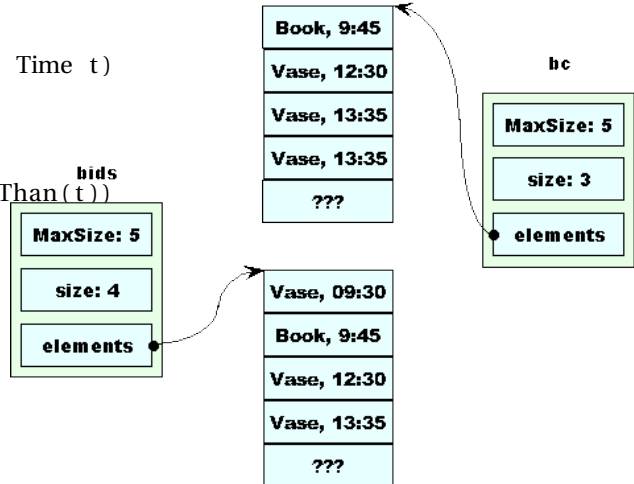 Time t)
Than(t))
Book, 9:45
Vase, 12:30
Vase, 13:35
Vase, 13:35
???
bc
MaxSize: 5
size: 3
elements
bids
MaxSize: 5
size: 4
elements
Vase, 09:30
Book, 9:45
Vase, 12:30
Vase, 13:35
???